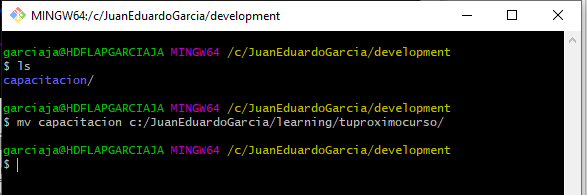 MINGW64:/c/JuanEduardoGarcia/development
garciaja@HDFLAPGARCIAJA MINGW64 /c/JuanEduardoGarcia/development
$ ls
capacitacion/
garciaja@HDFLAPGARCIAJA MINGW64 /c/JuanEduardoGarcia/development
$ mv capacitacion c:/JuanEduardoGarcia/learning/tuproximocurso/
garciaja@HDFLAPGARCIAJA MINGW64 /c/JuanEduardoGarcia/development
$